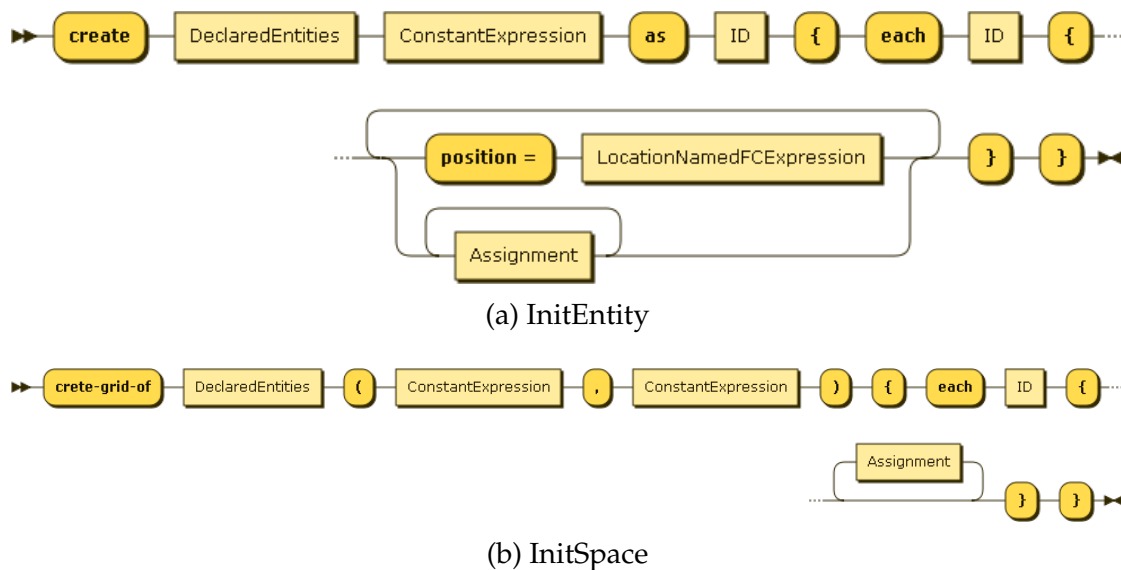 create DeclaredEntities ConstantExpression as ID { each ID {
position = LocationNamedFCExpression } }
Assignment
(a) InitEntity
crete-grid-of DeclaredEntities ( ConstantExpression , ConstantExpression ) { each ID {
Assignment
} }
(b) InitSpace